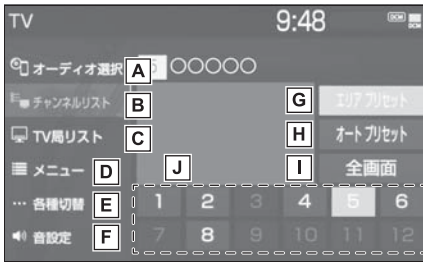 TV 9:48
オーディオ選択 A 5 〇〇〇〇〇
チャンネルリスト B G エリア プリセット
TV局リスト C H オート プリセット
メニュー D J I 全画面
各種切替 E 1 2 3 4 5 6
音設定 F 7 8 9 10 11 12